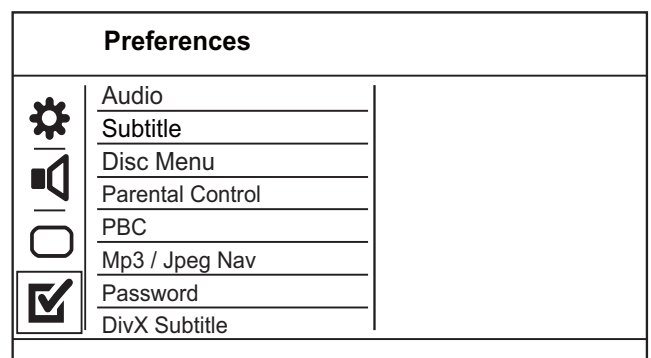 Preferences
Audio
Subtitle
Disc Menu
Parental Control
PBC
Mp3 / Jpeg Nav
Password
DivX Subtitle